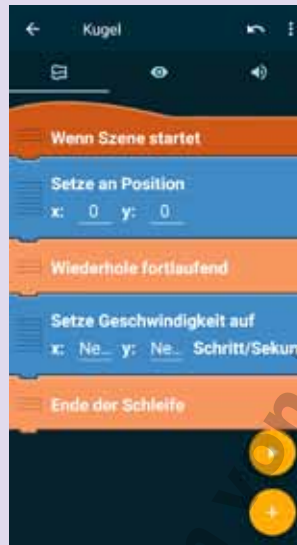 Kugel
Wenn Szene startet
Setze an Position
x: 0 y: 0
Wiederhole fortlaufend
Setze Geschwindigkeit auf
x: Ne... y: Ne... Schritt/Sekun
Ende der Schleife